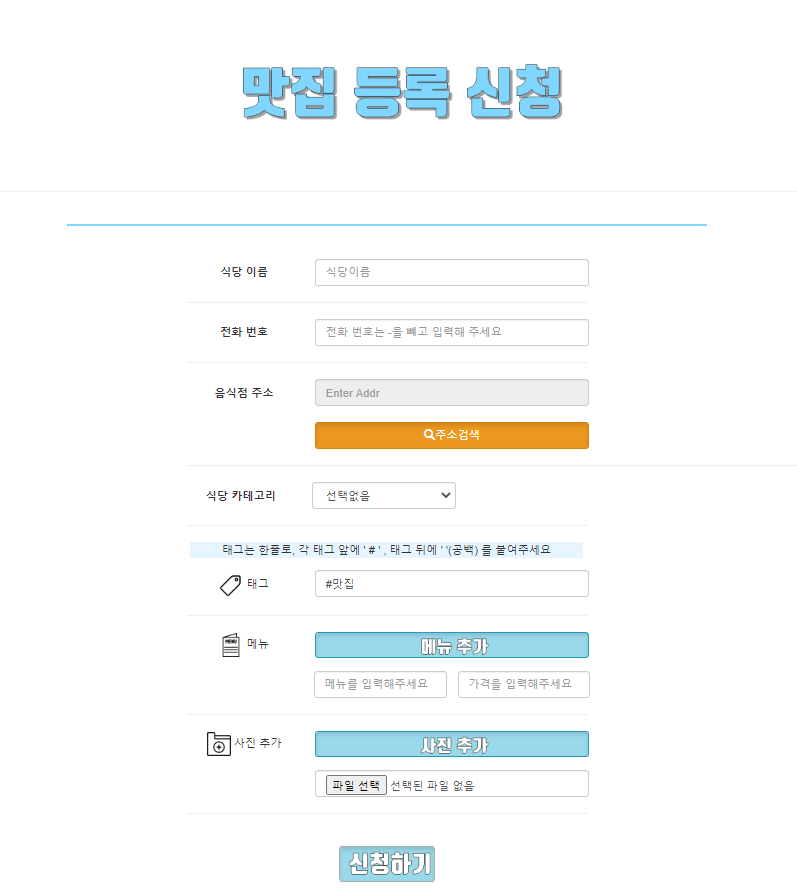 맛집 등록 신청
식당 이름 식당이름
전화 번호 전화 번호는 -을 빼고 입력해 주세요
음식점 주소 Enter Addr
주소검색
식당 카테고리 선택없음
태그는 한풀로, 각 태그 앞에 ' # ' , 태그 뒤에 ' '(공백) 를 붙여주세요
태그 #맛집
MENU 메뉴 메뉴 추가
메뉴를 입력해주세요 가격을 입력해주세요
사진 추가 사진 추가
파일 선택 선택된 파일 없음
신청하기